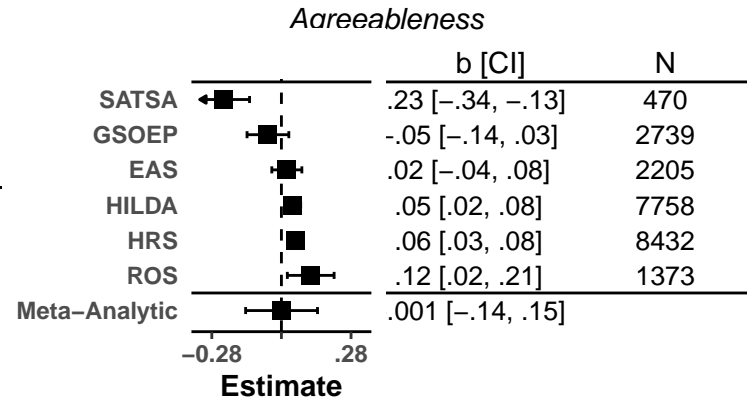 Agreeableness
b [CI] N
SATSA .23 [−.34, −.13] 470
GSOEP -.05 [−.14, .03] 2739
EAS .02 [−.04, .08] 2205
HILDA .05 [.02, .08] 7758
HRS .06 [.03, .08] 8432
ROS .12 [.02, .21] 1373
Meta−Analytic .001 [−.14, .15]
−0.28 .28
Estimate